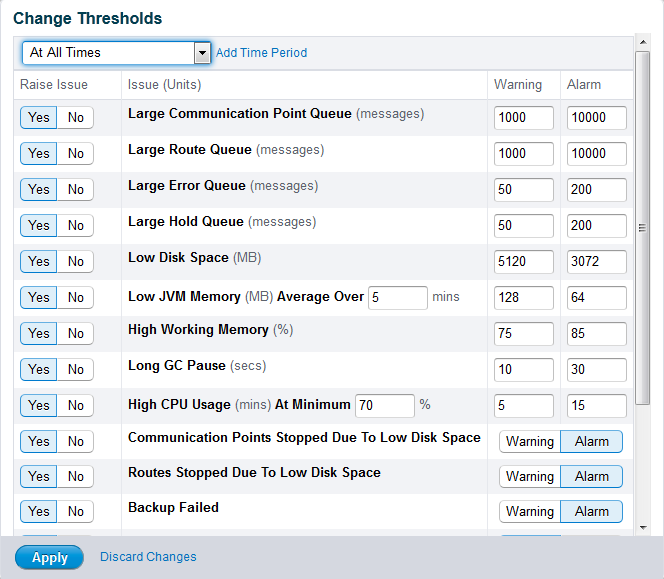 Change Thresholds
At All Times Add Time Period
Raise Issue Issue (Units) Warning Alarm
Yes No Large Communication Point Queue (messages) 1000 10000
Yes No Large Route Queue (messages) 1000 10000
Yes No Large Error Queue (messages) 50 200
Yes No Large Hold Queue (messages) 50 200
Yes No Low Disk Space (MB) 5120 3072
Yes No Low JVM Memory (MB) Average Over 5 mins 128 64
Yes No High Working Memory (%) 75 85
Yes No Long GC Pause (secs) 10 30
Yes No High CPU Usage (mins) At Minimum 70 % 5 15
Yes No Communication Points Stopped Due To Low Disk Space Warning Alarm
Yes No Routes Stopped Due To Low Disk Space Warning Alarm
Yes No Backup Failed Warning Alarm
Apply Discard Changes